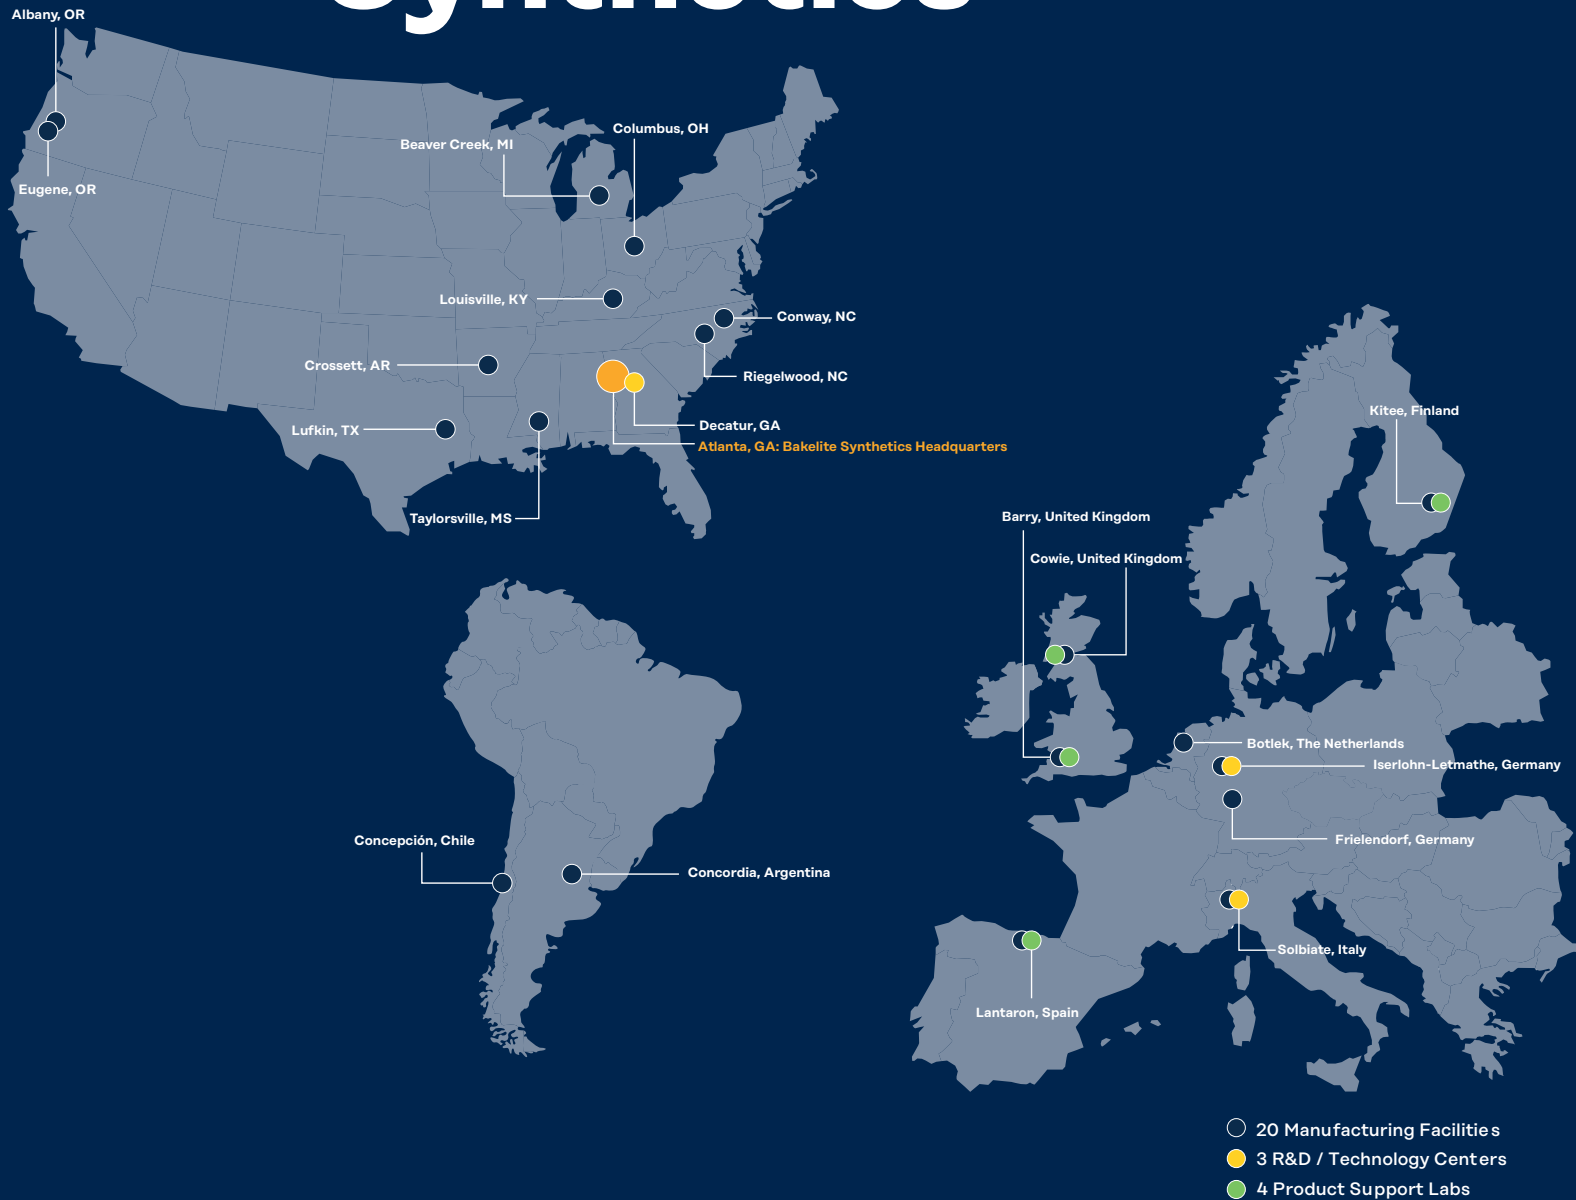 Synthetics
Albany, OR
Eugene, OR
Beaver Creek, MI
Columbus, OH
Louisville, KY
Conway, NC
Crossett, AR
Riegelwood, NC
Lufkin, TX
Decatur, GA
Atlanta, GA: Bakelite Synthetics Headquarters
Taylorsville, MS
Kitee, Finland
Barry, United Kingdom
Cowie, United Kingdom
Botlek, The Netherlands
Iserlohn-Letmathe, Germany
Frielendorf, Germany
Concepción, Chile
Concordia, Argentina
Solbiate, Italy
Lantaron, Spain
20 Manufacturing Facilities
3 R&D / Technology Centers
4 Product Support Labs